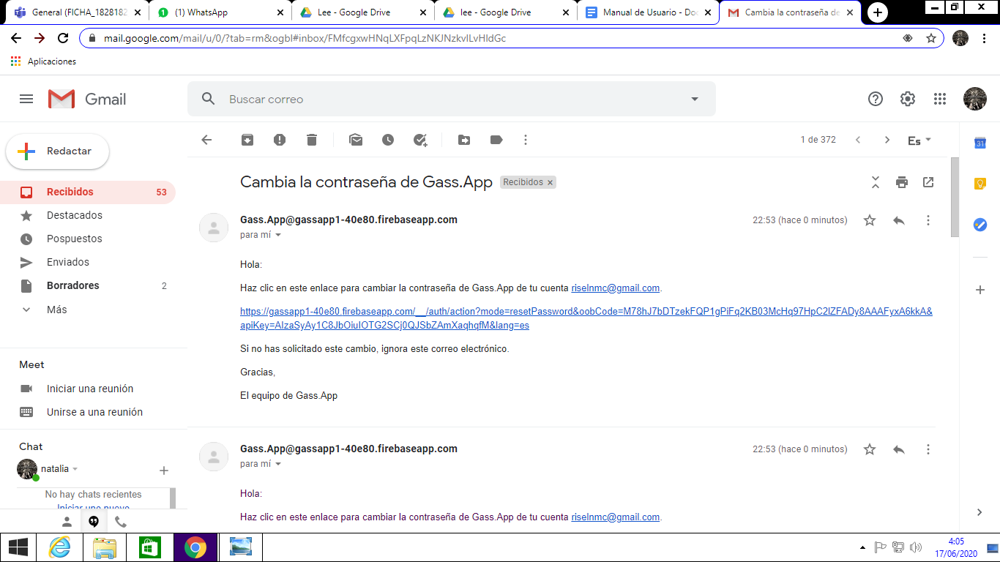 General (FICHA_1828182
(1) WhatsApp
Lee - Google Drive
lee - Google Drive
Manual de Usuario - Doc
Cambia la contraseña de
mail.google.com/mail/u/0/?tab=rm&ogbl#inbox/FMfcgxwHNqLXFpqLzNKJNzkvlLvHldGc
Aplicaciones
Gmail
Buscar correo
Redactar
1 de 372
Es
31
Recibidos 53
Destacados
Pospuestos
Enviados
Borradores 2
Más
Cambia la contraseña de Gass.App Recibidos
Gass.App@gassapp1-40e80.firebaseapp.com 22:53 (hace 0 minutos)
para mí
Hola:
Haz clic en este enlace para cambiar la contraseña de Gass.App de tu cuenta riselnmc@gmail.com.
https://gassapp1-40e80.firebaseapp.com/__/auth/action?mode=resetPassword&oobCode=M78hJ7bDTzekFQP1gPiFq2KB03McHq97HpC2lZFADy8AAAFyxA6kkA&
apiKey=AIzaSyAy1C8JbOiuIOTG2SCj0QJSbZAmXaqhqfM&lang=es
Si no has solicitado este cambio, ignora este correo electrónico.
Gracias,
El equipo de Gass.App
Meet
Iniciar una reunión
Unirse a una reunión
Chat
natalia
No hay chats recientes
Iniciar uno nuevo
Gass.App@gassapp1-40e80.firebaseapp.com 22:53 (hace 0 minutos)
para mí
Hola:
Haz clic en este enlace para cambiar la contraseña de Gass.App de tu cuenta riselnmc@gmail.com.
4:05
17/06/2020